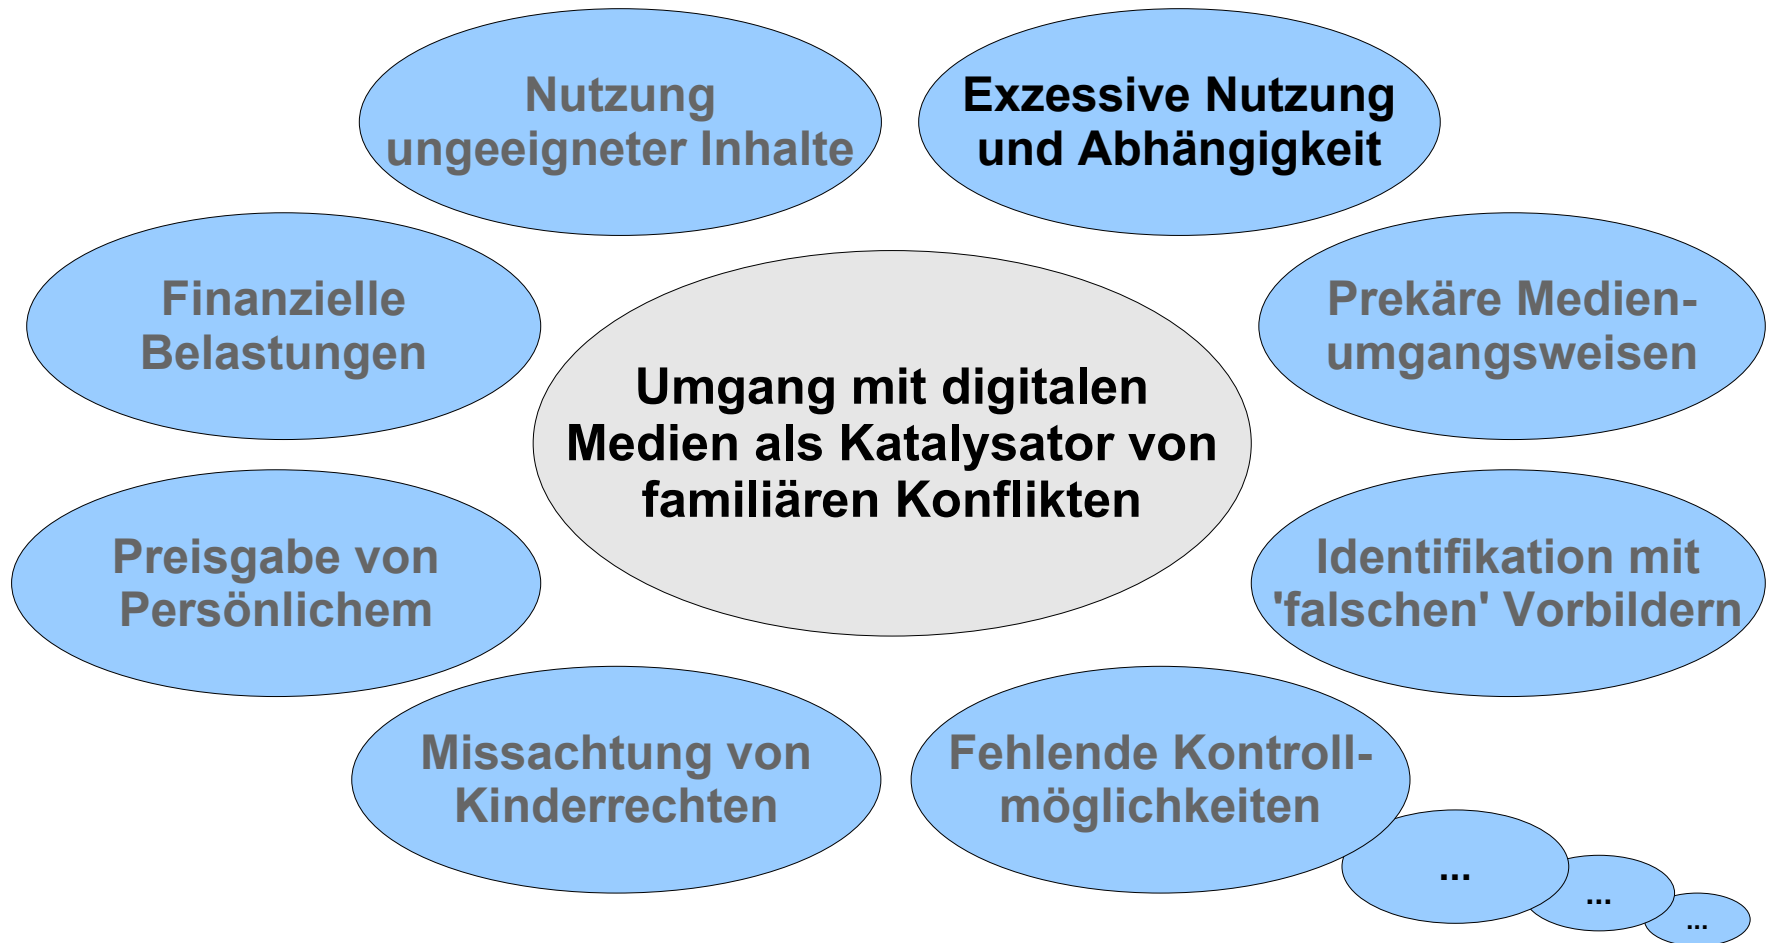 Nutzung
ungeeigneter Inhalte
Exzessive Nutzung
und Abhängigkeit
Finanzielle
Belastungen
Prekäre Medien-
umgangsweisen
Umgang mit digitalen
Medien als Katalysator von
familiären Konflikten
Preisgabe von
Persönlichem
Identifikation mit
'falschen' Vorbildern
Missachtung von
Kinderrechten
Fehlende Kontroll-
möglichkeiten
...
...
...